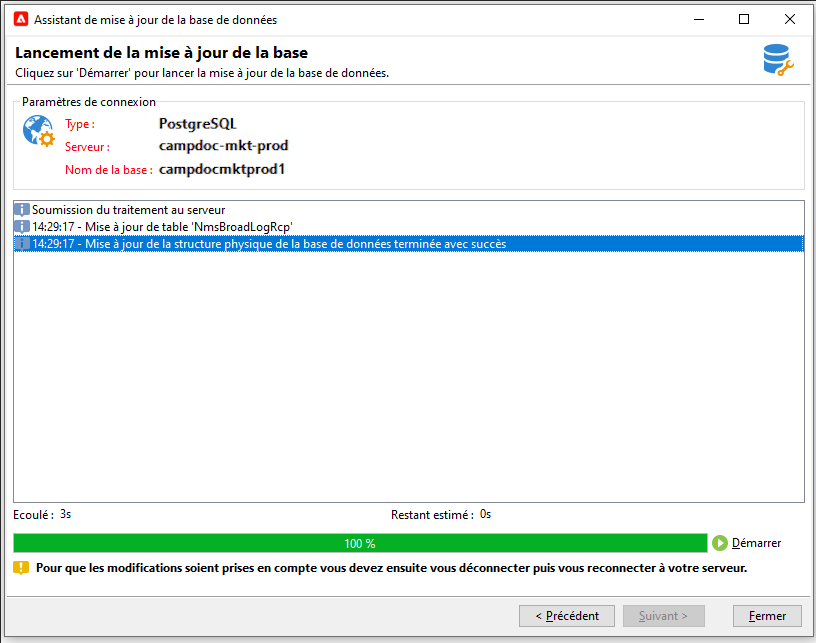 Assistant de mise à jour de la base de données
Lancement de la mise à jour de la base
Cliquez sur 'Démarrer' pour lancer la mise à jour de la base de données.
Paramètres de connexion
Type : PostgreSQL
Serveur : campdoc-mkt-prod
Nom de la base : campdocmktprod1
Soumission du traitement au serveur
14:29:17 - Mise à jour de table 'NmsBroadLogRcp'
14:29:17 - Mise à jour de la structure physique de la base de données terminée avec succès
Ecoulé : 3s Restant estimé : 0s
100 % Démarrer
Pour que les modifications soient prises en compte vous devez ensuite vous déconnecter puis vous reconnecter à votre serveur.
< Précédent Suivant > Fermer